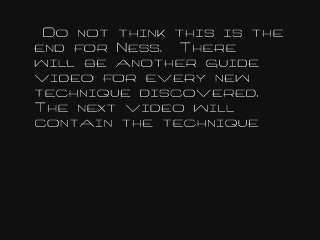 Do not think this is the
end for Ness. There
will be another guide
video for every new
technique discovered.
The next video will
contain the technique